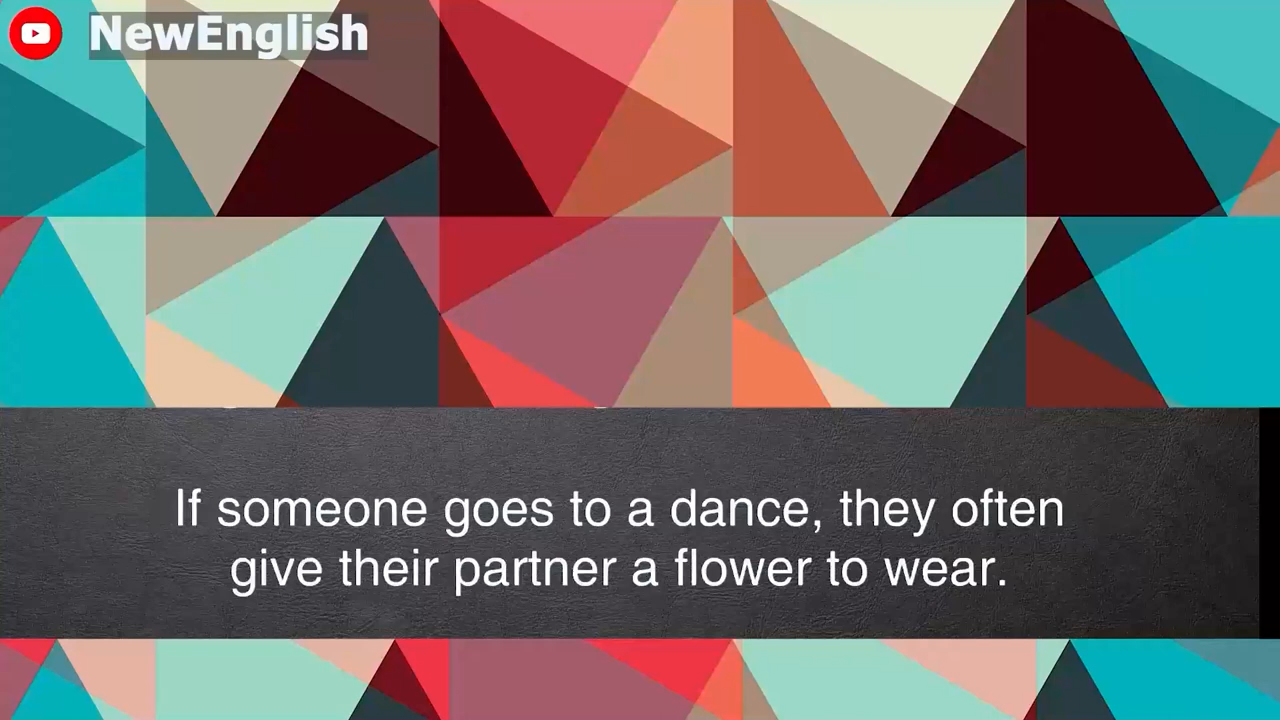 NewEnglish
If someone goes to a dance, they often
give their partner a flower to wear.